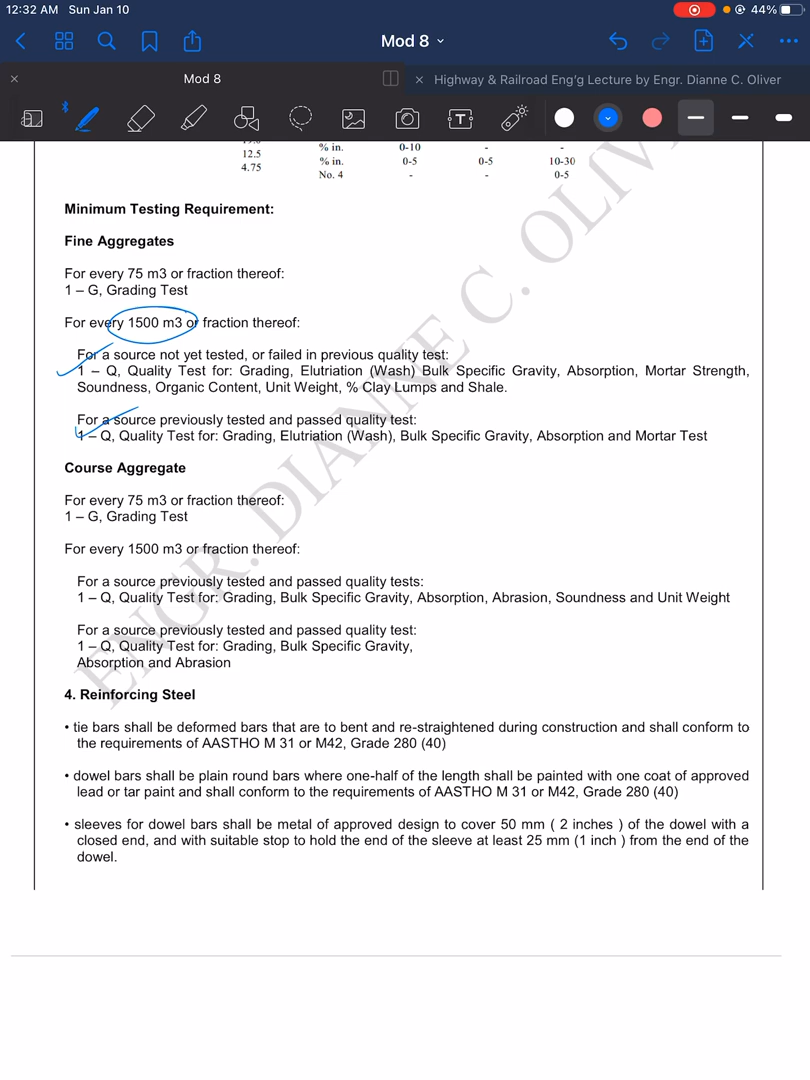 12:32 AM Sun Jan 10
44%
Mod 8
Mod 8
Highway & Railroad Eng'g Lecture by Engr. Dianne C. Oliver
T
% in. 0-10 - -
12.5 % in. 0-5 0-5 10-30
4.75 No. 4 - - 0-5
Minimum Testing Requirement:
Fine Aggregates
For every 75 m3 or fraction thereof:
1 – G, Grading Test
For every 1500 m3 or fraction thereof:
For a source not yet tested, or failed in previous quality test:
1 – Q, Quality Test for: Grading, Elutriation (Wash) Bulk Specific Gravity, Absorption, Mortar Strength,
Soundness, Organic Content, Unit Weight, % Clay Lumps and Shale.
For a source previously tested and passed quality test:
1 – Q, Quality Test for: Grading, Elutriation (Wash), Bulk Specific Gravity, Absorption and Mortar Test
Course Aggregate
For every 75 m3 or fraction thereof:
1 – G, Grading Test
For every 1500 m3 or fraction thereof:
For a source previously tested and passed quality tests:
1 – Q, Quality Test for: Grading, Bulk Specific Gravity, Absorption, Abrasion, Soundness and Unit Weight
For a source previously tested and passed quality test:
1 – Q, Quality Test for: Grading, Bulk Specific Gravity,
Absorption and Abrasion
4. Reinforcing Steel
• tie bars shall be deformed bars that are to bent and re-straightened during construction and shall conform to
the requirements of AASTHO M 31 or M42, Grade 280 (40)
• dowel bars shall be plain round bars where one-half of the length shall be painted with one coat of approved
lead or tar paint and shall conform to the requirements of AASTHO M 31 or M42, Grade 280 (40)
• sleeves for dowel bars shall be metal of approved design to cover 50 mm ( 2 inches ) of the dowel with a
closed end, and with suitable stop to hold the end of the sleeve at least 25 mm (1 inch ) from the end of the
dowel.
ENGR. DIANNE C. OLIV